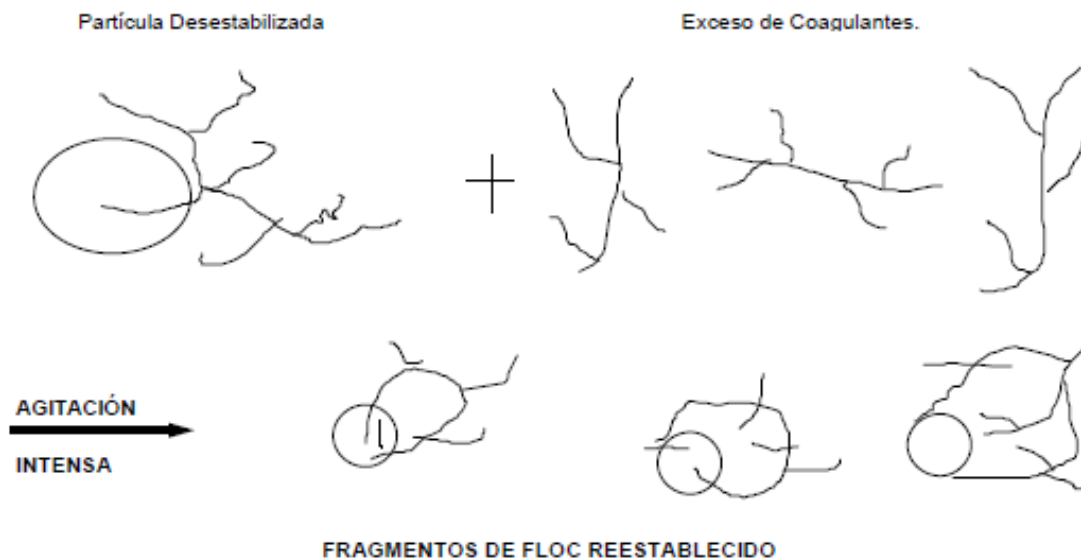 Partícula Desestabilizada
Exceso de Coagulantes.
AGITACIÓN
INTENSA
FRAGMENTOS DE FLOC REESTABLECIDO